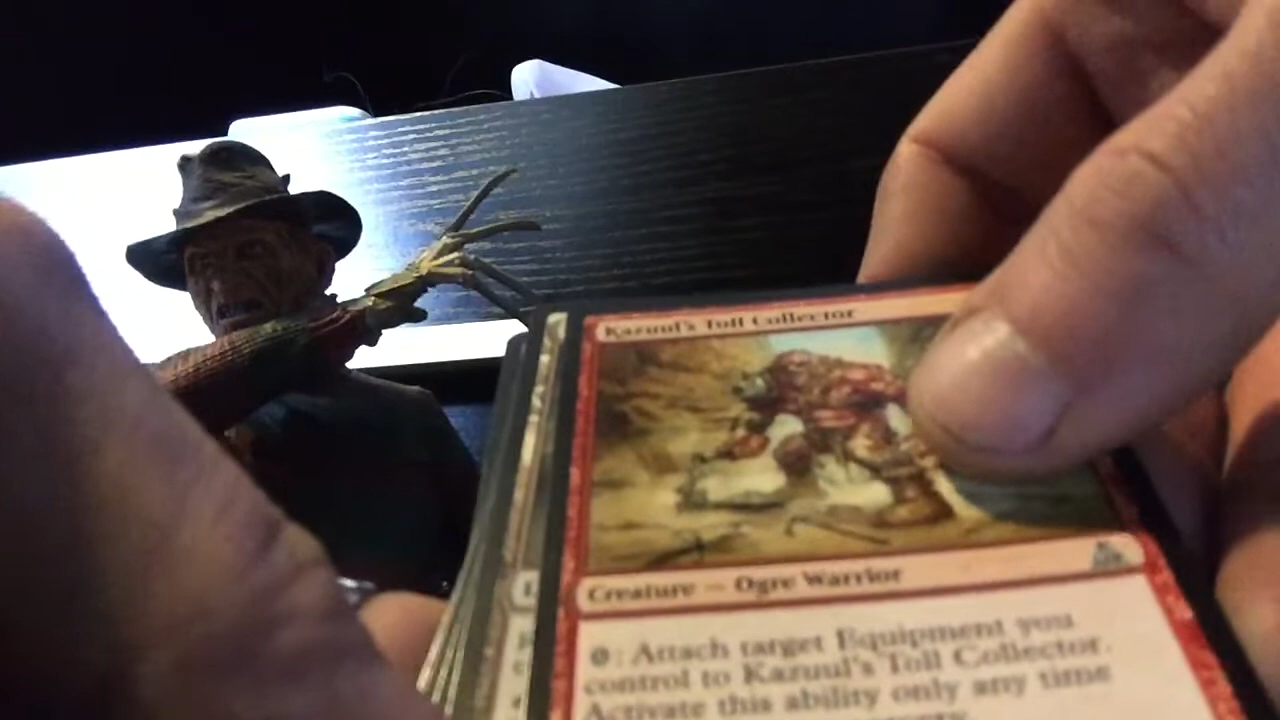 Kazuul's Toll Collector
Creature — Ogre Warrior
0: Attach target Equipment you
control to Kazuul's Toll Collector.
Activate this ability only any time